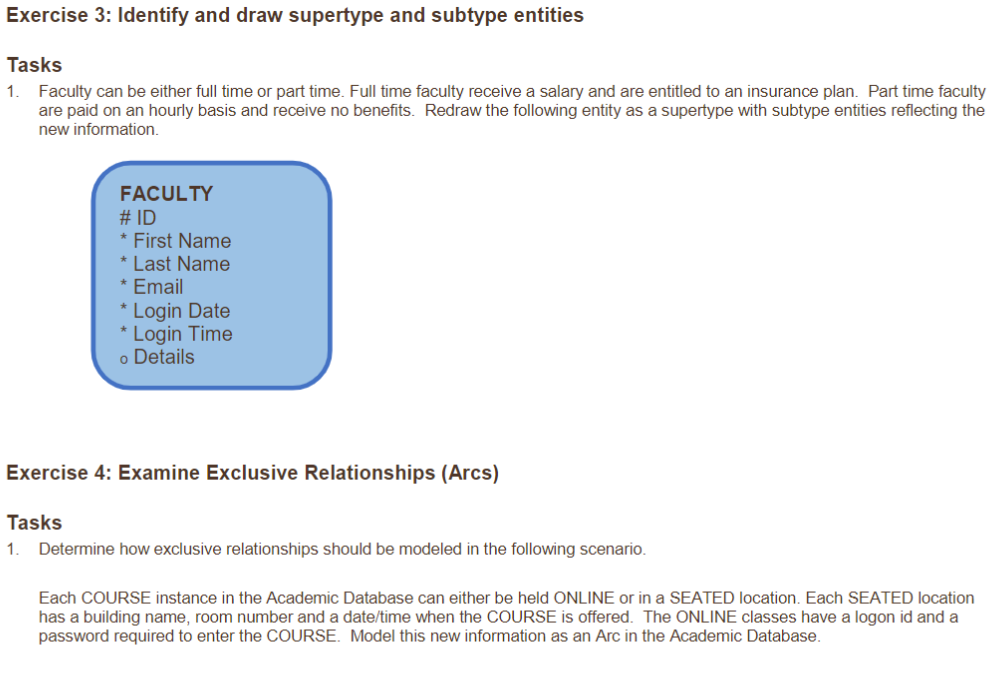 Exercise 3: Identify and draw supertype and subtype entities
Tasks
1. Faculty can be either full time or part time. Full time faculty receive a salary and are entitled to an insurance plan. Part time faculty
are paid on an hourly basis and receive no benefits. Redraw the following entity as a supertype with subtype entities reflecting the
new information.
FACULTY
# ID
* First Name
* Last Name
* Email
* Login Date
* Login Time
o Details
Exercise 4: Examine Exclusive Relationships (Arcs)
Tasks
1. Determine how exclusive relationships should be modeled in the following scenario.
Each COURSE instance in the Academic Database can either be held ONLINE or in a SEATED location. Each SEATED location
has a building name, room number and a date/time when the COURSE is offered. The ONLINE classes have a logon id and a
password required to enter the COURSE. Model this new information as an Arc in the Academic Database.